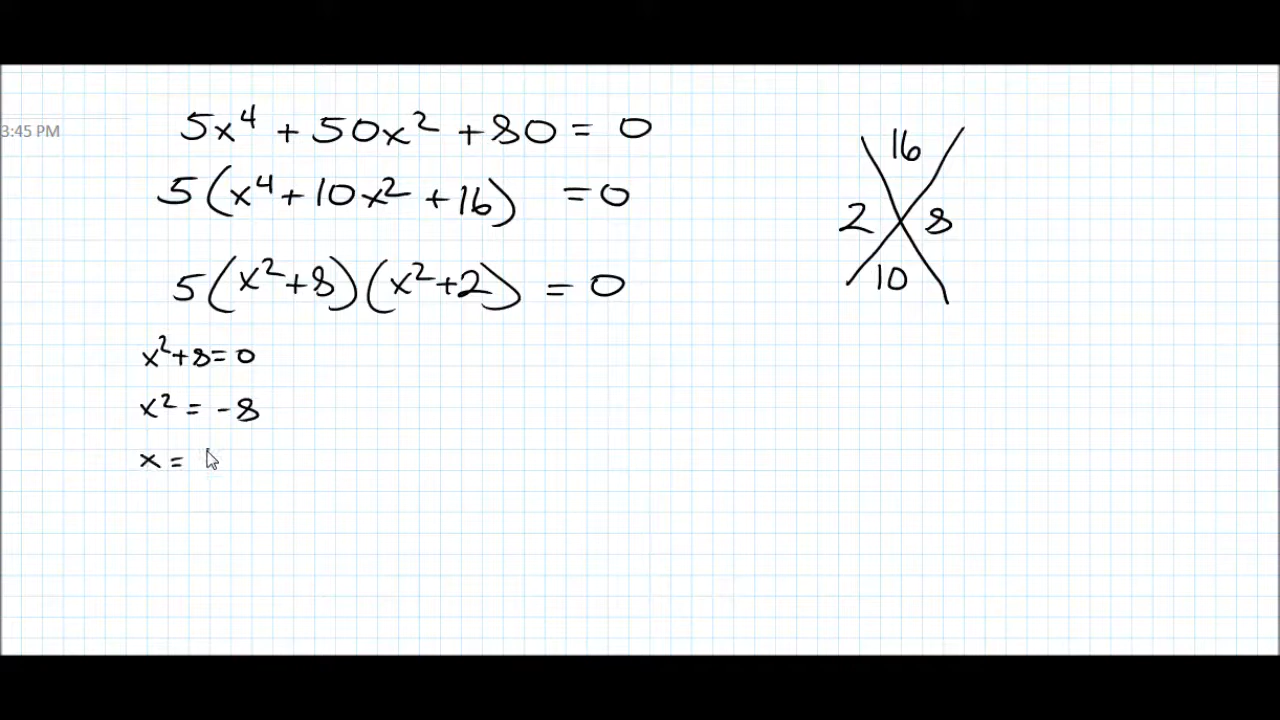 3:45 PM
5x⁴ + 50x² + 80 = 0
5(x⁴ + 10x² + 16) = 0
5(x² + 8)(x² + 2) = 0
x² + 8 = 0
x² = -8
x =
16
2 8
10